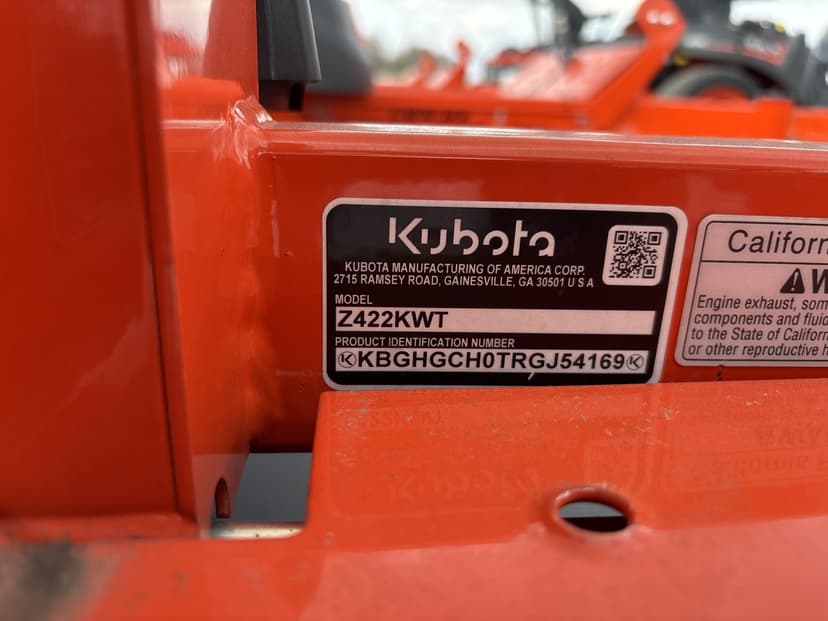 Kubota
KUBOTA MANUFACTURING OF AMERICA CORP.
2715 RAMSEY ROAD, GAINESVILLE, GA 30501 U S A
MODEL
Z422KWT
PRODUCT IDENTIFICATION NUMBER
KBGHGCH0TRGJ54169
Californ
W
Engine exhaust, som
components and fluid
to the State of Californ
or other reproductive h